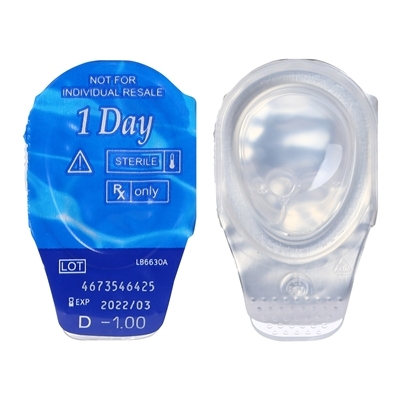 NOT FOR
INDIVIDUAL RESALE
1 Day
STERILE
Rx only
LOT LB6630A
4673546425
EXP 2022/03
D -1.00